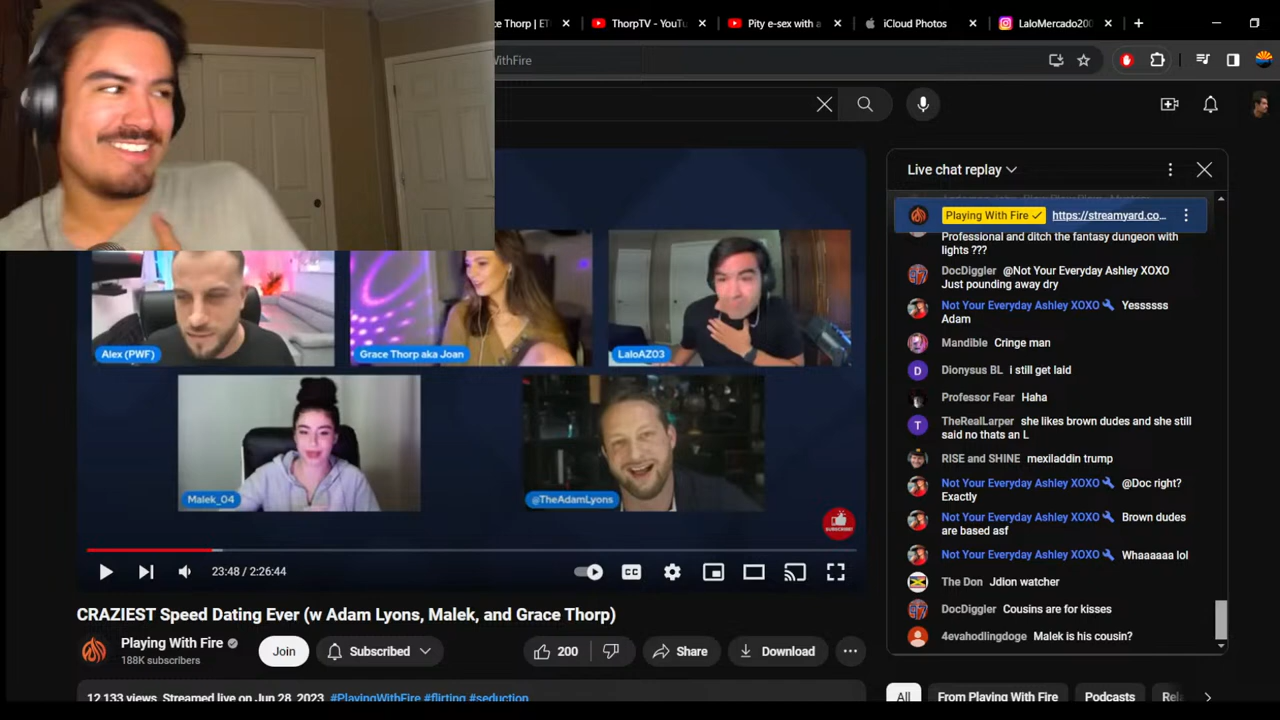 ce Thorp | ET
ThorpTV - YouTu
Pity e-sex with a
iCloud Photos
LaloMercado200
WithFire
Live chat replay
Playing With Fire https://streamyard.co...
Professional and ditch the fantasy dungeon with
lights ???
DocDiggler @Not Your Everyday Ashley XOXO
Just pounding away dry
Not Your Everyday Ashley XOXO Yesssssss
Adam
Mandible Cringe man
Dionysus BL i still get laid
Professor Fear Haha
TheRealLarper she likes brown dudes and she still
said no thats an L
RISE and SHINE mexiladdin trump
Not Your Everyday Ashley XOXO @Doc right?
Exactly
Not Your Everyday Ashley XOXO Brown dudes
are based asf
Not Your Everyday Ashley XOXO Whaaaaaa lol
The Don Jdion watcher
DocDiggler Cousins are for kisses
4evahodlingdoge Malek is his cousin?
Alex (PWF)
Grace Thorp aka Joan
LaloAZ03
Malek_04
@TheAdamLyons
SUBSCRIBE
23:48 / 2:26:44
CC
CRAZIEST Speed Dating Ever (w Adam Lyons, Malek, and Grace Thorp)
Playing With Fire
188K subscribers
Join
Subscribed
200
Share
Download
12,133 views Streamed live on Jun 28, 2023 #PlayingWithFire #flirting #seduction
All
From Playing With Fire
Podcasts
Rela